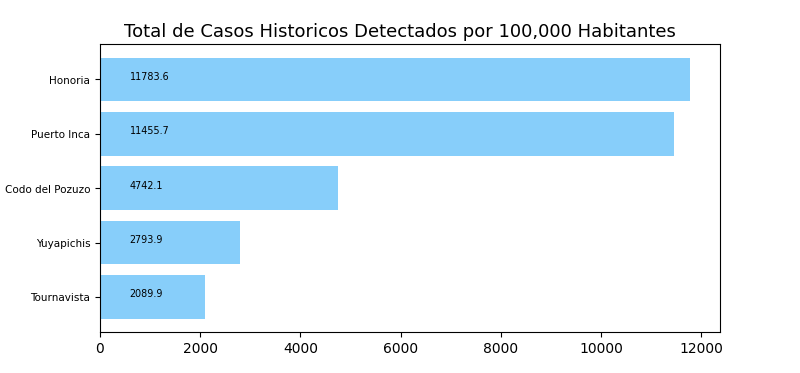 Total de Casos Historicos Detectados por 100,000 Habitantes
Honoria 11783.6
Puerto Inca 11455.7
Codo del Pozuzo 4742.1
Yuyapichis 2793.9
Tournavista 2089.9
0 2000 4000 6000 8000 10000 12000